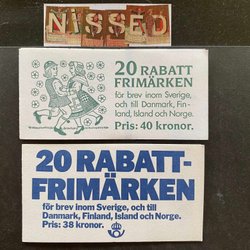 NiSSED
20 RABATT
FRIMÄRKEN
för brev inom Sverige,
och till Danmark, Fin-
land, Island och Norge.
Pris: 40 kronor.
20 RABATT-
FRIMÄRKEN
för brev inom Sverige, och till
Danmark, Finland, Island och Norge.
Pris: 38 kronor.